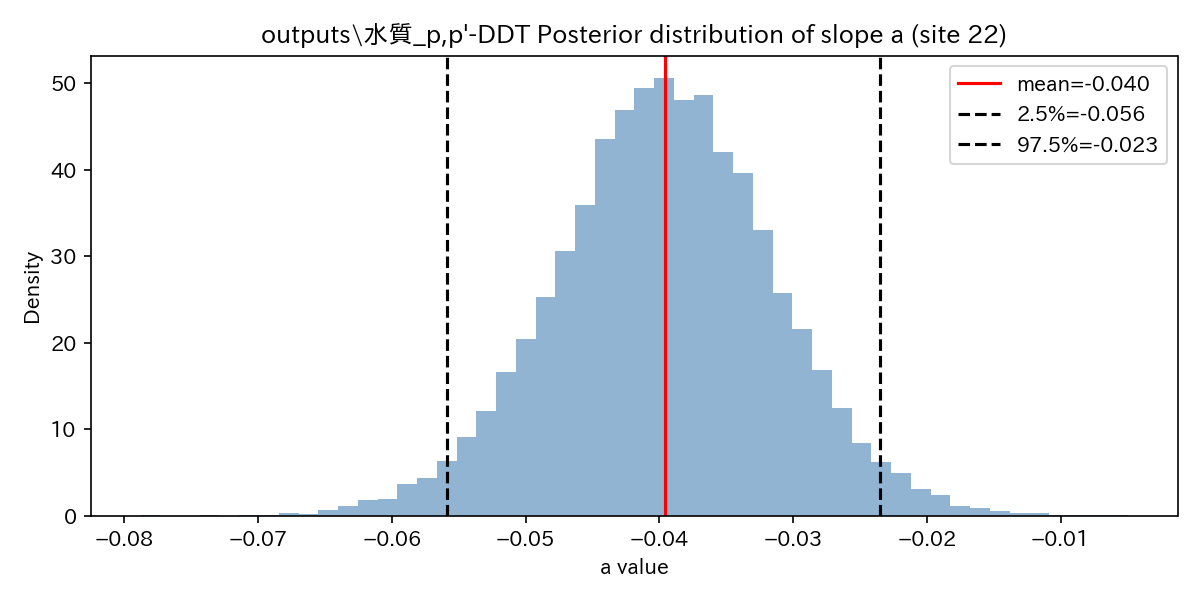 outputs\水質_p,p'-DDT Posterior distribution of slope a (site 22)
mean=-0.040
2.5%=-0.056
97.5%=-0.023
Density
50
40
30
20
10
0
−0.08 −0.07 −0.06 −0.05 −0.04 −0.03 −0.02 −0.01
a value